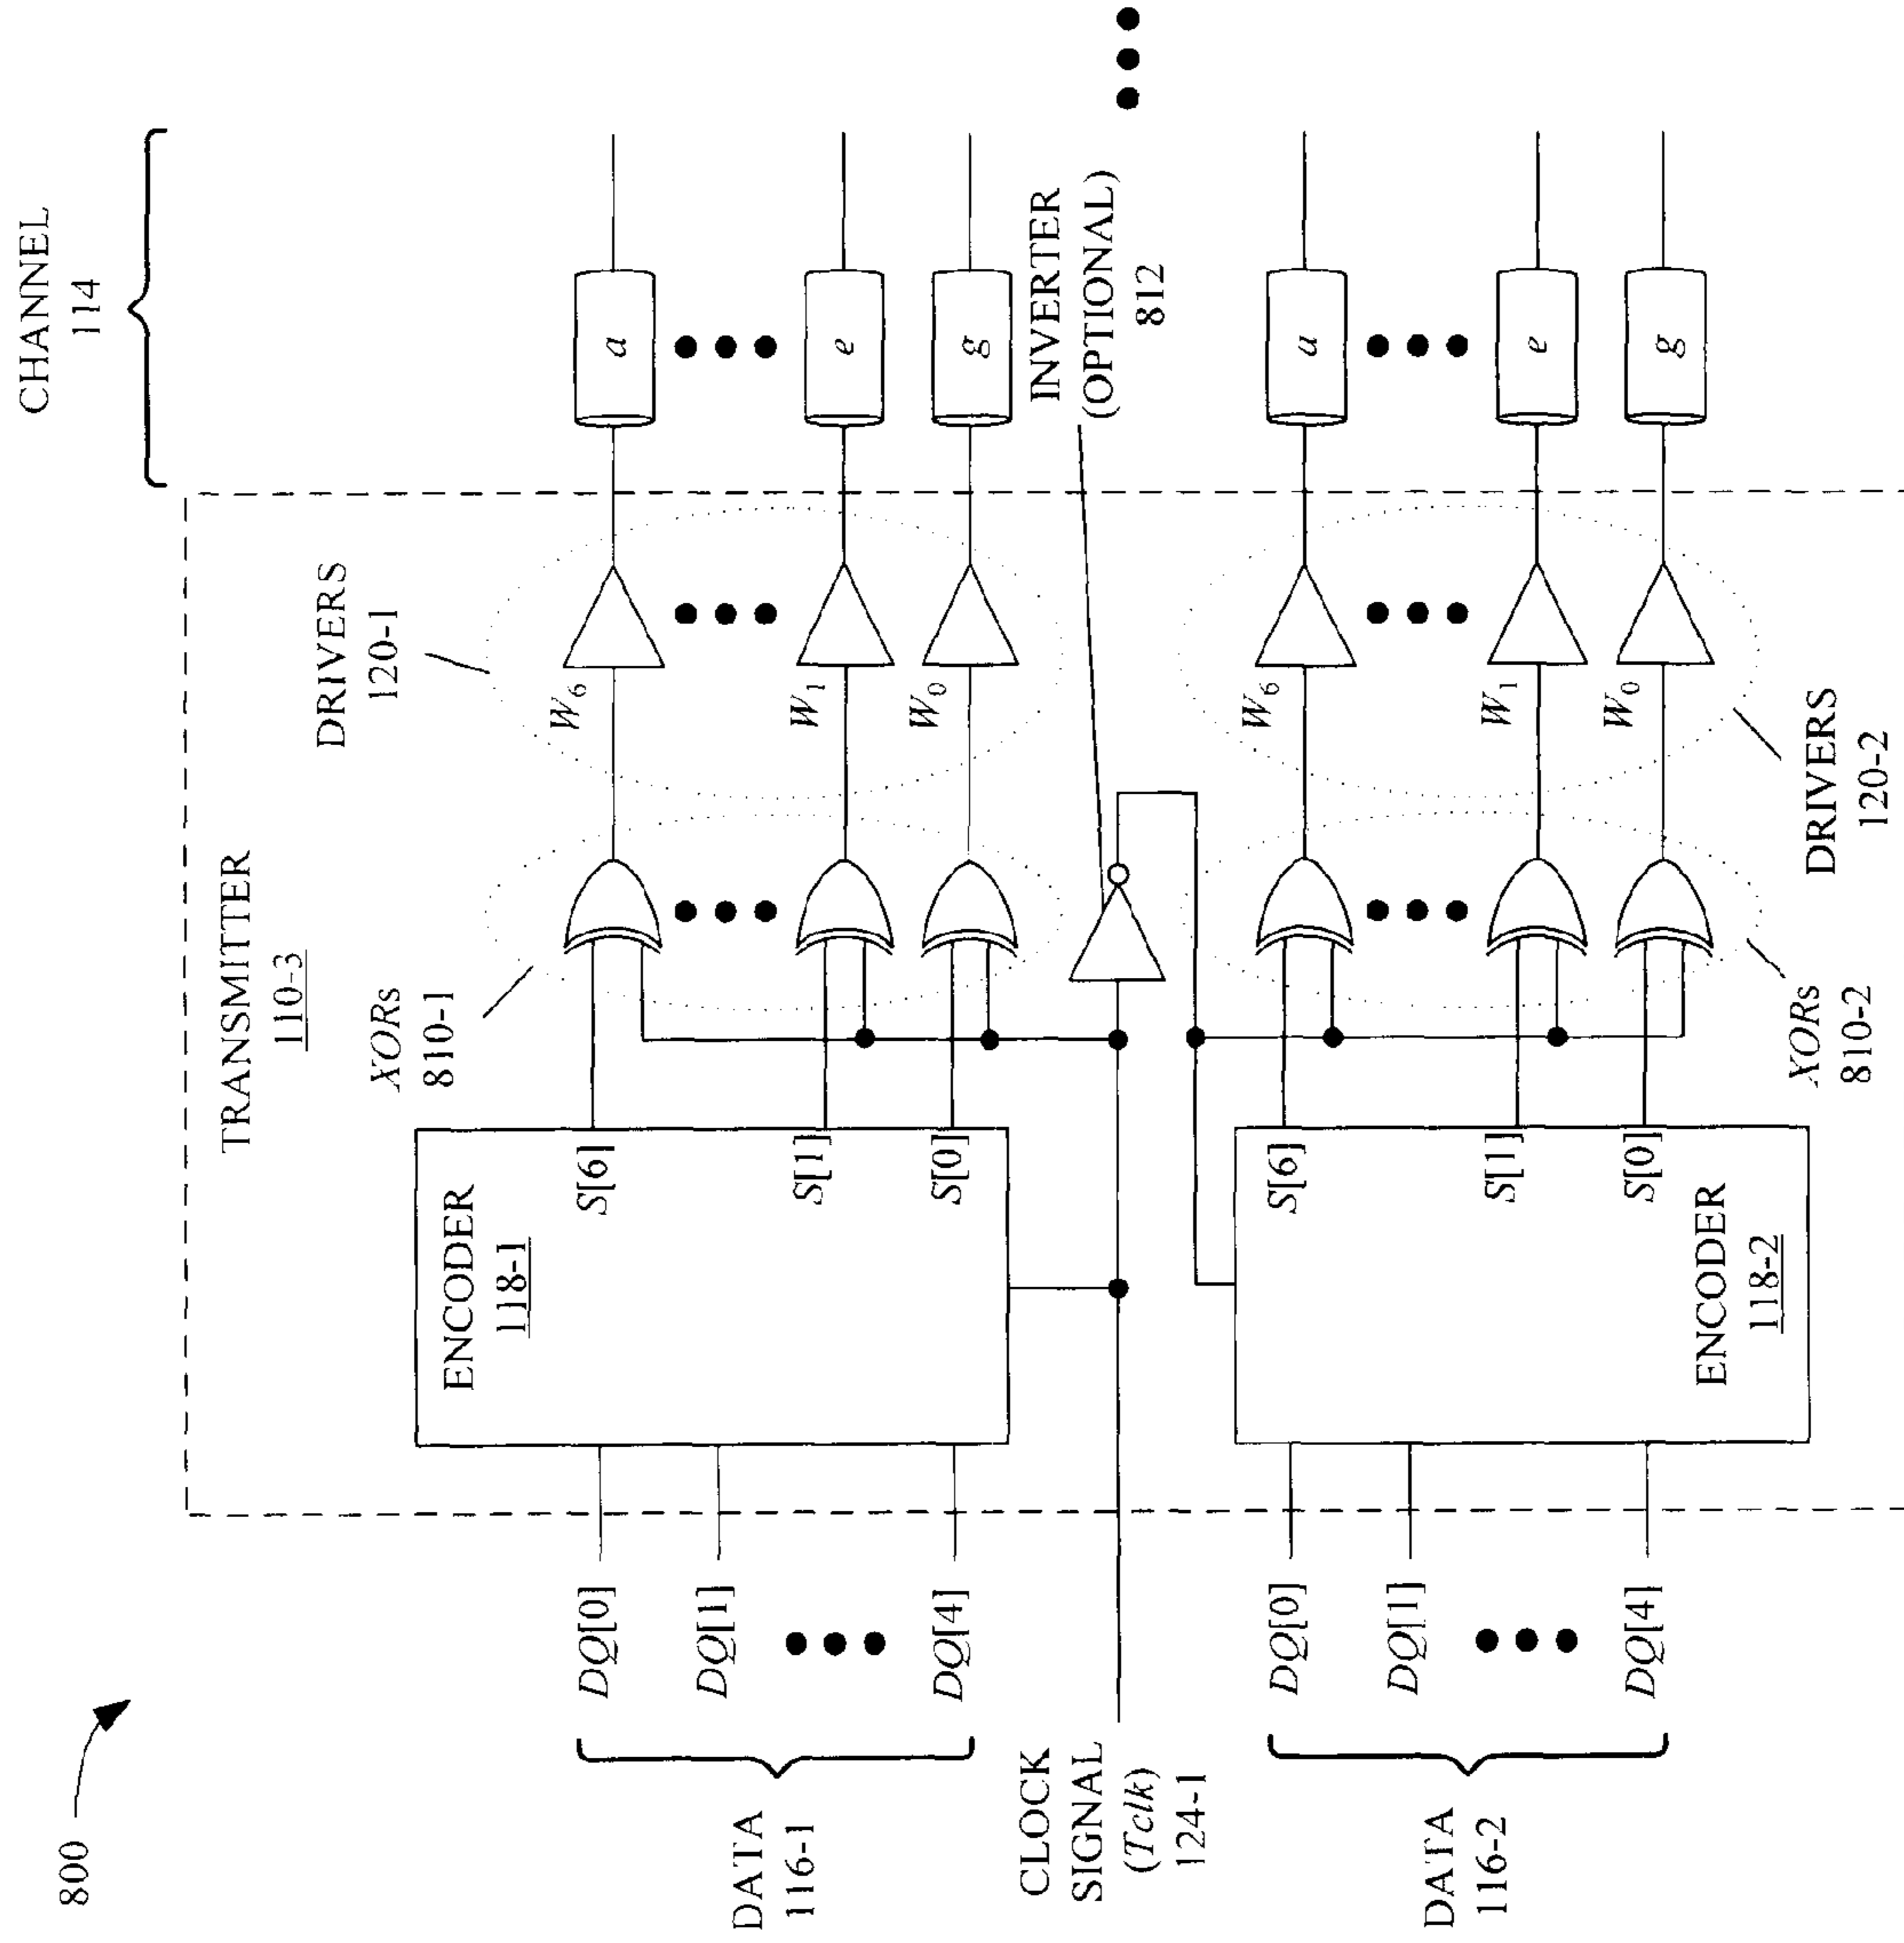 800
CHANNEL
114
TRANSMITTER
110-3
DRIVERS
120-1
XORs
810-1
ENCODER
118-1
DATA
116-1
DQ[0]
DQ[1]
DQ[4]
S[6]
S[1]
S[0]
W6
W1
W0
a
e
g
CLOCK
SIGNAL
(Tclk)
124-1
INVERTER
(OPTIONAL)
812
DATA
116-2
DQ[0]
DQ[1]
DQ[4]
S[6]
S[1]
S[0]
ENCODER
118-2
W6
W1
W0
a
e
g
XORs
810-2
DRIVERS
120-2